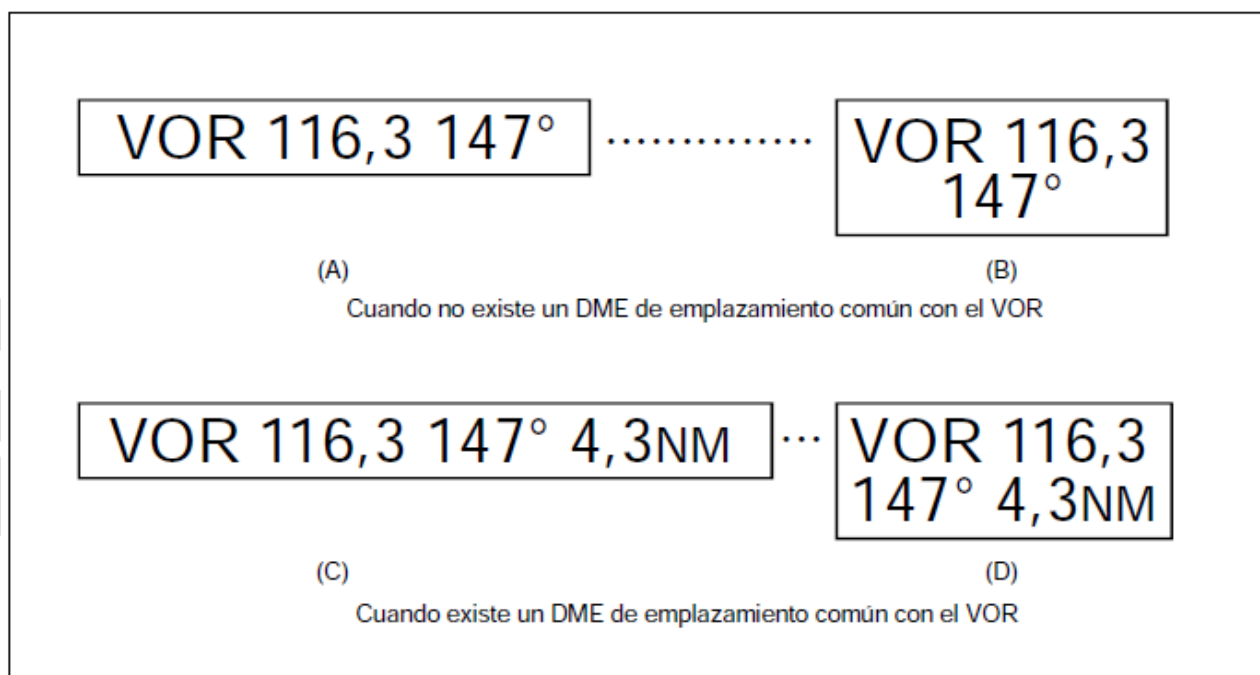 VOR 116,3 147°
VOR 116,3
147°
(A)
(B)
Cuando no existe un DME de emplazamiento común con el VOR
VOR 116,3 147° 4,3NM
VOR 116,3
147° 4,3NM
(C)
(D)
Cuando existe un DME de emplazamiento común con el VOR